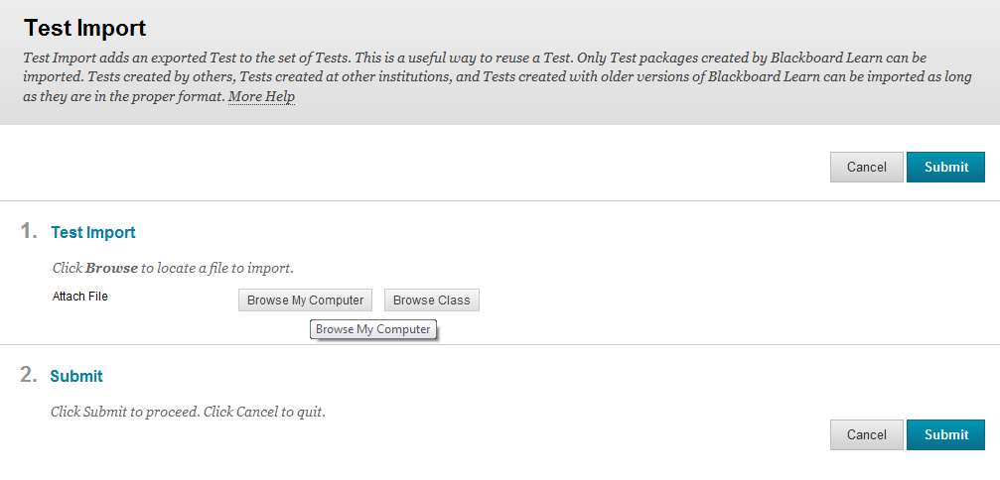 Test Import
Test Import adds an exported Test to the set of Tests. This is a useful way to reuse a Test. Only Test packages created by Blackboard Learn can be
imported. Tests created by others, Tests created at other institutions, and Tests created with older versions of Blackboard Learn can be imported as long
as they are in the proper format. More Help
Cancel Submit
1. Test Import
Click Browse to locate a file to import.
Attach File Browse My Computer Browse Class
Browse My Computer
2. Submit
Click Submit to proceed. Click Cancel to quit.
Cancel Submit